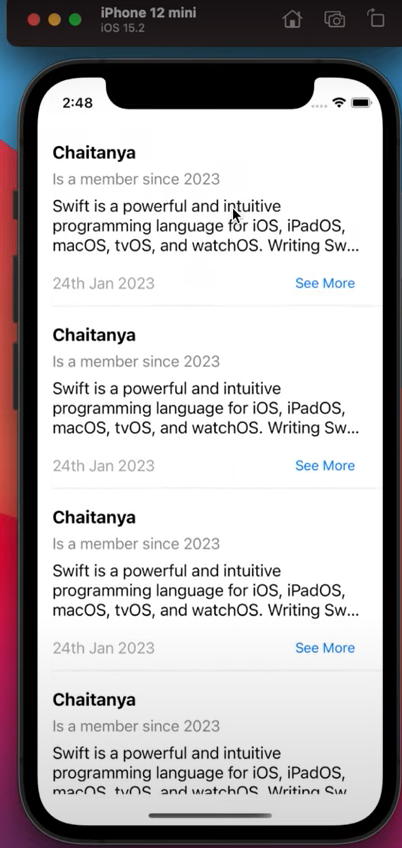 iPhone 12 mini
iOS 15.2
2:48
Chaitanya
Is a member since 2023
Swift is a powerful and intuitive
programming language for iOS, iPadOS,
macOS, tvOS, and watchOS. Writing Sw...
24th Jan 2023 See More
Chaitanya
Is a member since 2023
Swift is a powerful and intuitive
programming language for iOS, iPadOS,
macOS, tvOS, and watchOS. Writing Sw...
24th Jan 2023 See More
Chaitanya
Is a member since 2023
Swift is a powerful and intuitive
programming language for iOS, iPadOS,
macOS, tvOS, and watchOS. Writing Sw...
24th Jan 2023 See More
Chaitanya
Is a member since 2023
Swift is a powerful and intuitive
programming language for iOS, iPadOS,
macOS, tvOS, and watchOS. Writing Sw